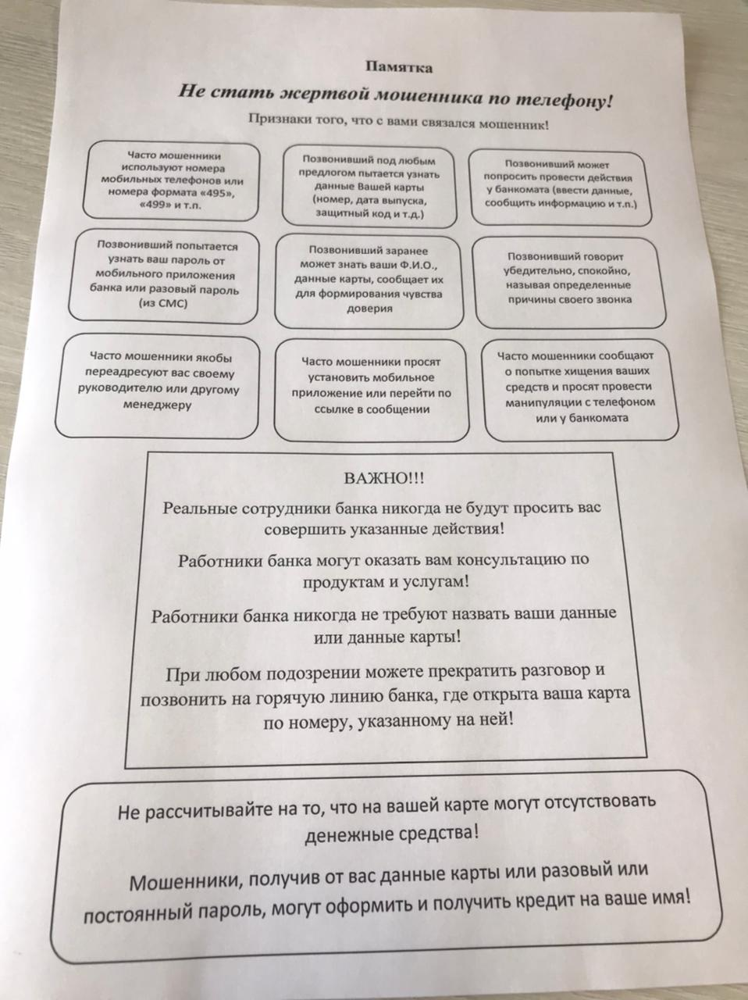 Памятка
Не стать жертвой мошенника по телефону!
Признаки того, что с вами связался мошенник!
Часто мошенники
используют номера
мобильных телефонов или
номера формата «495»,
«499» и т.п.
Позвонивший под любым
предлогом пытается узнать
данные Вашей карты
(номер, дата выпуска,
защитный код и т.д.)
Позвонивший может
попросить провести действия
у банкомата (ввести данные,
сообщить информацию и т.п.)
Позвонивший попытается
узнать ваш пароль от
мобильного приложения
банка или разовый пароль
(из СМС)
Позвонивший заранее
может знать ваши Ф.И.О.,
данные карты, сообщает их
для формирования чувства
доверия
Позвонивший говорит
убедительно, спокойно,
называя определенные
причины своего звонка
Часто мошенники якобы
переадресуют вас своему
руководителю или другому
менеджеру
Часто мошенники просят
установить мобильное
приложение или перейти по
ссылке в сообщении
Часто мошенники сообщают
о попытке хищения ваших
средств и просят провести
манипуляции с телефоном
или у банкомата
ВАЖНО!!!
Реальные сотрудники банка никогда не будут просить вас
совершить указанные действия!
Работники банка могут оказать вам консультацию по
продуктам и услугам!
Работники банка никогда не требуют назвать ваши данные
или данные карты!
При любом подозрении можете прекратить разговор и
позвонить на горячую линию банка, где открыта ваша карта
по номеру, указанному на ней!
Не рассчитывайте на то, что на вашей карте могут отсутствовать
денежные средства!
Мошенники, получив от вас данные карты или разовый или
постоянный пароль, могут оформить и получить кредит на ваше имя!